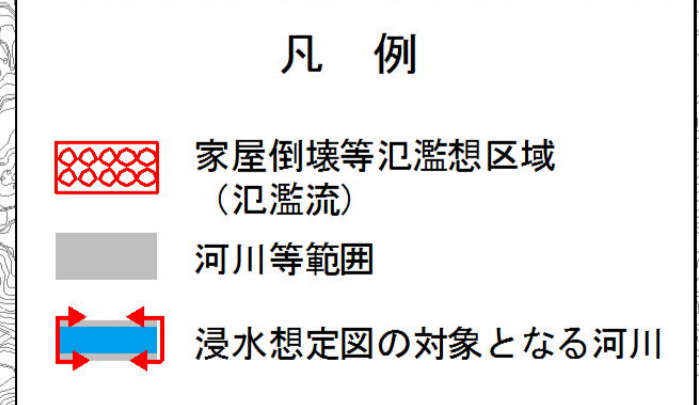 凡 例
家屋倒壊等氾濫想区域
（氾濫流）
河川等範囲
浸水想定図の対象となる河川